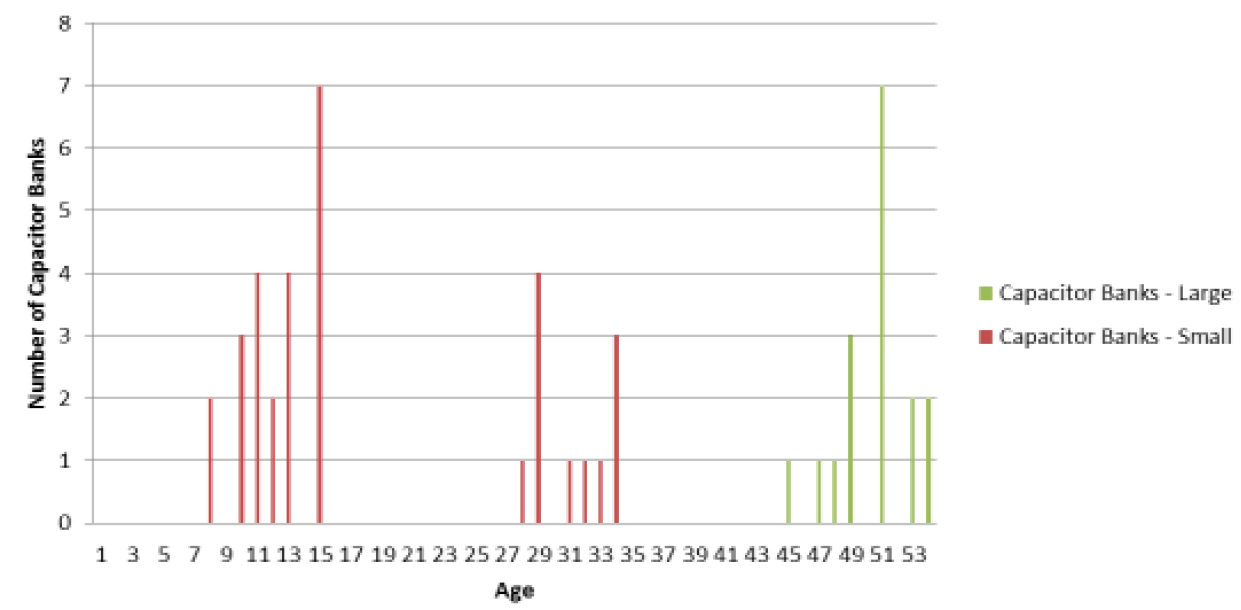 8
7
6
5
4
3
2
1
0
Number of Capacitor Banks
1 3 5 7 9 11 13 15 17 19 21 23 25 27 29 31 33 35 37 39 41 43 45 47 49 51 53
Age
Capacitor Banks - Large
Capacitor Banks - Small